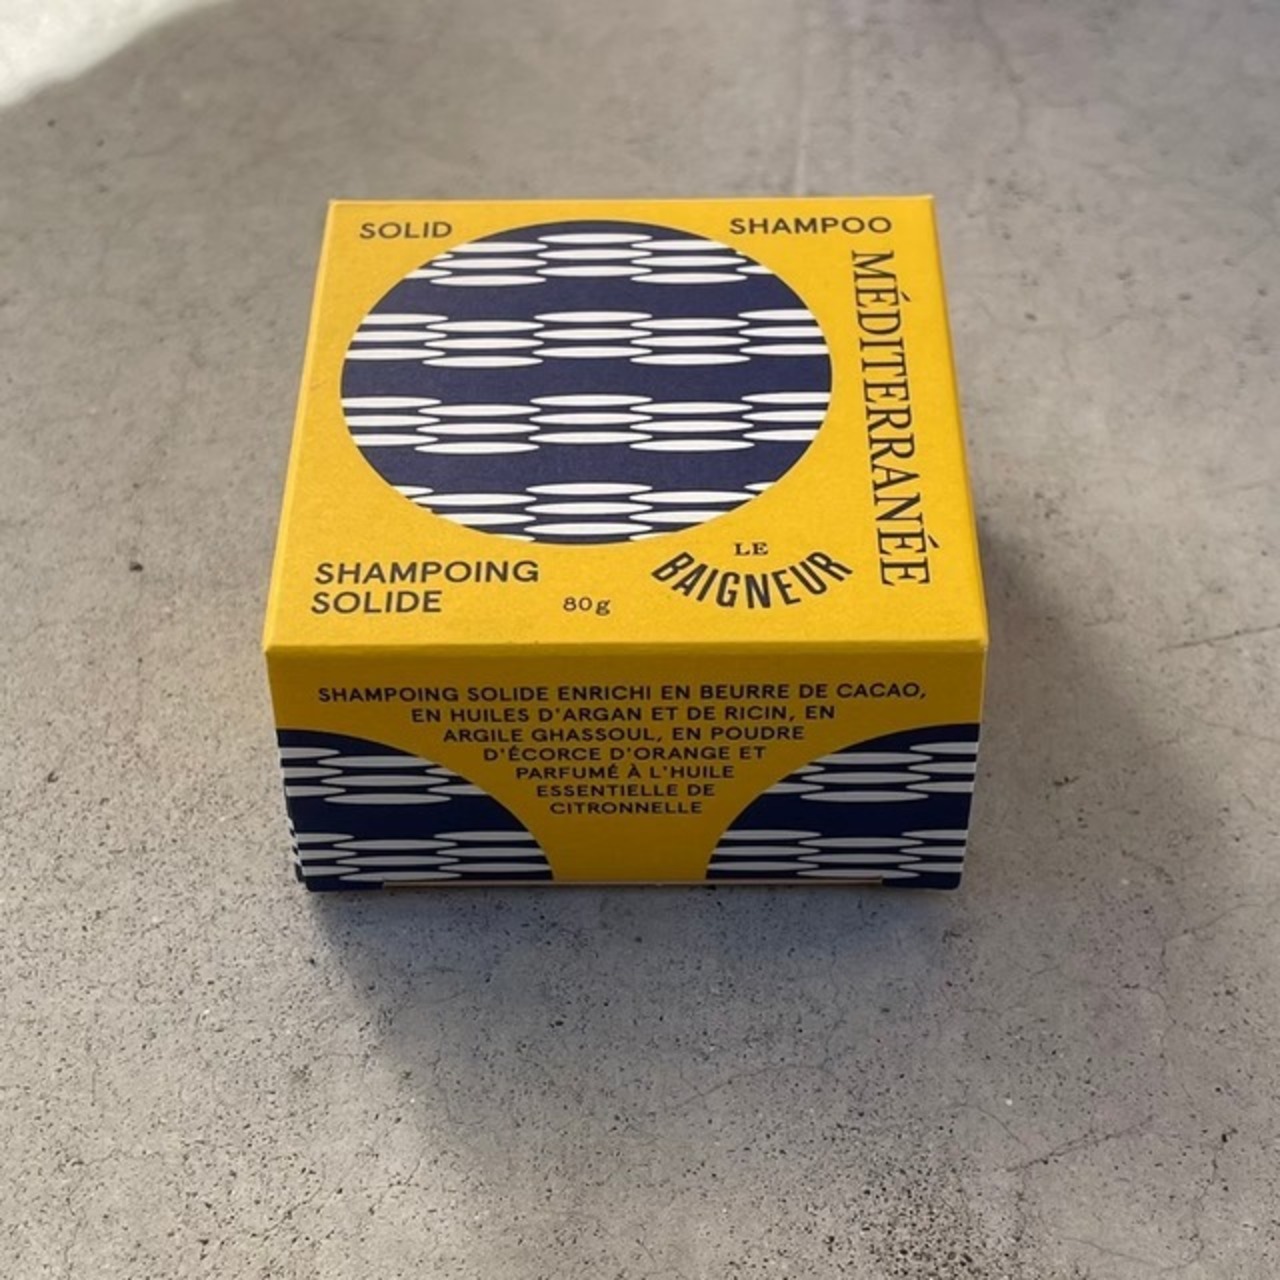 SOLID SHAMPOO
MÉDITERRANÉE
SHAMPOING
SOLIDE
80g
LE
BAIGNEUR
SHAMPOING SOLIDE ENRICHI EN BEURRE DE CACAO,
EN HUILES D'ARGAN ET DE RICIN, EN
ARGILE GHASSOUL, EN POUDRE
D'ÉCORCE D'ORANGE ET
PARFUMÉ À L'HUILE
ESSENTIELLE DE
CITRONNELLE